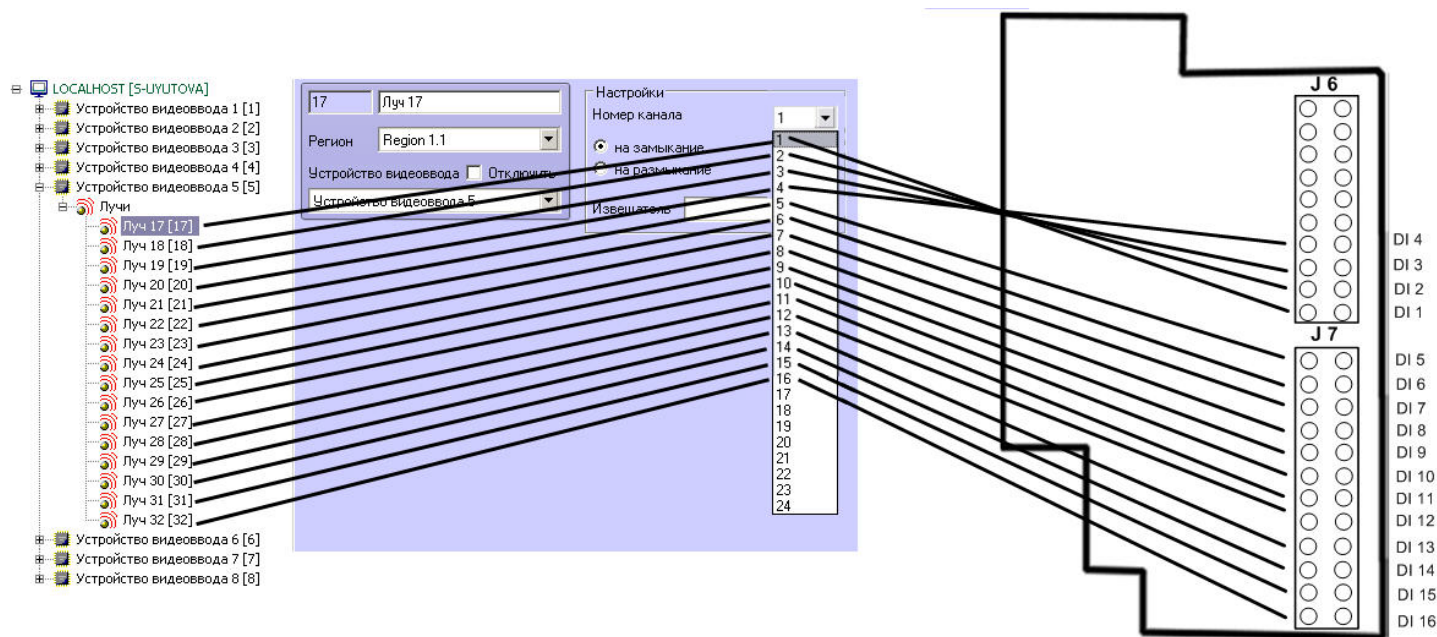 LOCALHOST [S-UYUTOVA]
Устройство видеоввода 1 [1]
Устройство видеоввода 2 [2]
Устройство видеоввода 3 [3]
Устройство видеоввода 4 [4]
Устройство видеоввода 5 [5]
Лучи
Луч 17 [17]
Луч 18 [18]
Луч 19 [19]
Луч 20 [20]
Луч 21 [21]
Луч 22 [22]
Луч 23 [23]
Луч 24 [24]
Луч 25 [25]
Луч 26 [26]
Луч 27 [27]
Луч 28 [28]
Луч 29 [29]
Луч 30 [30]
Луч 31 [31]
Луч 32 [32]
Устройство видеоввода 6 [6]
Устройство видеоввода 7 [7]
Устройство видеоввода 8 [8]
17 Луч 17
Регион Region 1.1
Устройство видеоввода Отключить
Устройство видеоввода 5
Настройки
Номер канала 1
на замыкание
на размыкание
Извещатель
1
2
3
4
5
6
7
8
9
10
11
12
13
14
15
16
17
18
19
20
21
22
23
24
J 6
DI 4
DI 3
DI 2
DI 1
J 7
DI 5
DI 6
DI 7
DI 8
DI 9
DI 10
DI 11
DI 12
DI 13
DI 14
DI 15
DI 16